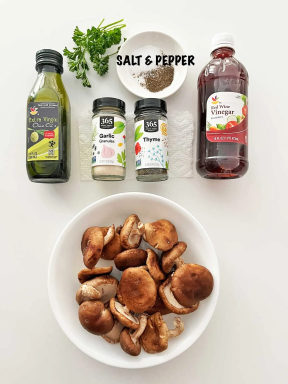 SALT & PEPPER
Extra Virgin
Olive Oil
365
Garlic
Granules
365
Thyme
Red Wine
Vinegar